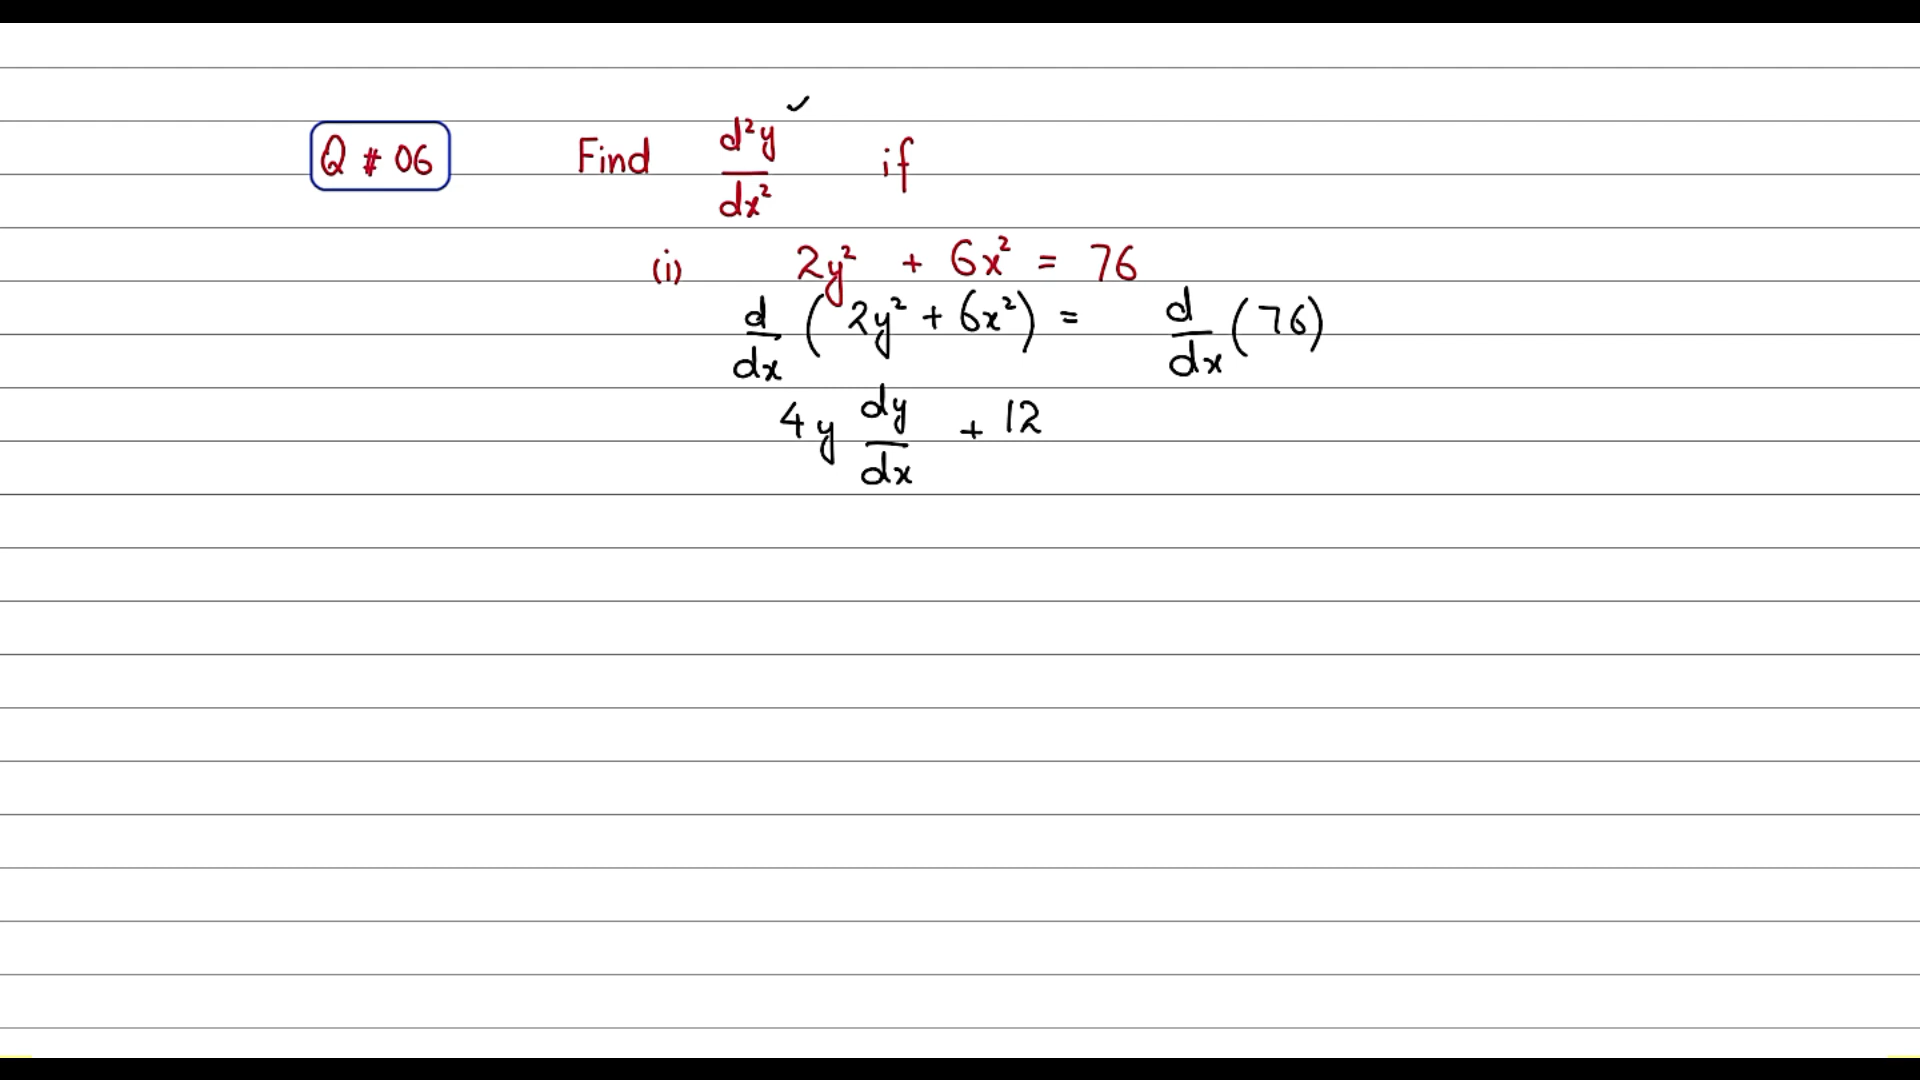 Q # 06 Find d²y/dx² if
(i) 2y² + 6x² = 76
d/dx (2y² + 6x²) = d/dx (76)
4y dy/dx + 12